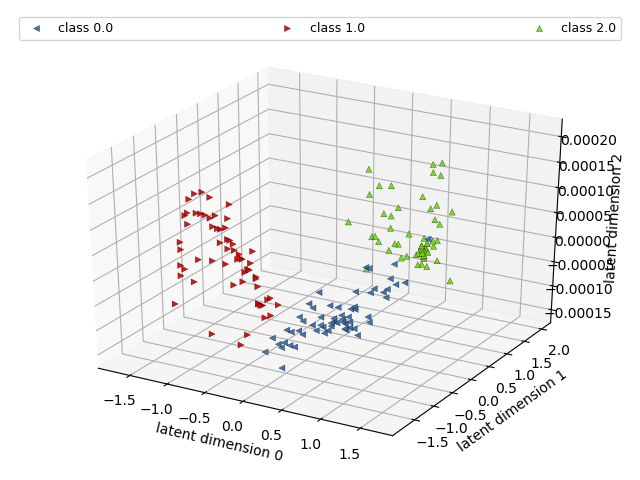 class 0.0 class 1.0 class 2.0
0.00020
0.00015
0.00010
0.00005
0.00000
−0.00005
−0.00010
−0.00015
latent dimension 2
−1.5 −1.0 −0.5 0.0 0.5 1.0 1.5
latent dimension 0
−1.5 −1.0 −0.5 0.0 0.5 1.0 1.5 2.0
latent dimension 1